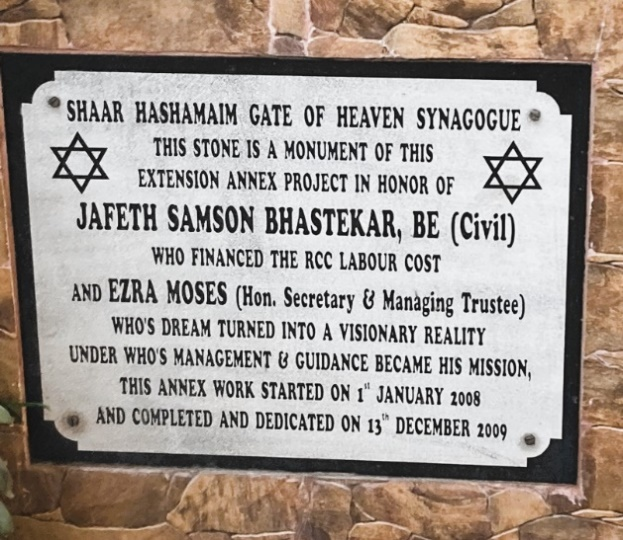 SHAAR HASHAMAIM GATE OF HEAVEN SYNAGOGUE
THIS STONE IS A MONUMENT OF THIS
EXTENSION ANNEX PROJECT IN HONOR OF
JAFETH SAMSON BHASTEKAR, BE (Civil)
WHO FINANCED THE RCC LABOUR COST
AND EZRA MOSES (Hon. Secretary & Managing Trustee)
WHO'S DREAM TURNED INTO A VISIONARY REALITY
UNDER WHO'S MANAGEMENT & GUIDANCE BECAME HIS MISSION,
THIS ANNEX WORK STARTED ON 1st JANUARY 2008
AND COMPLETED AND DEDICATED ON 13th DECEMBER 2009